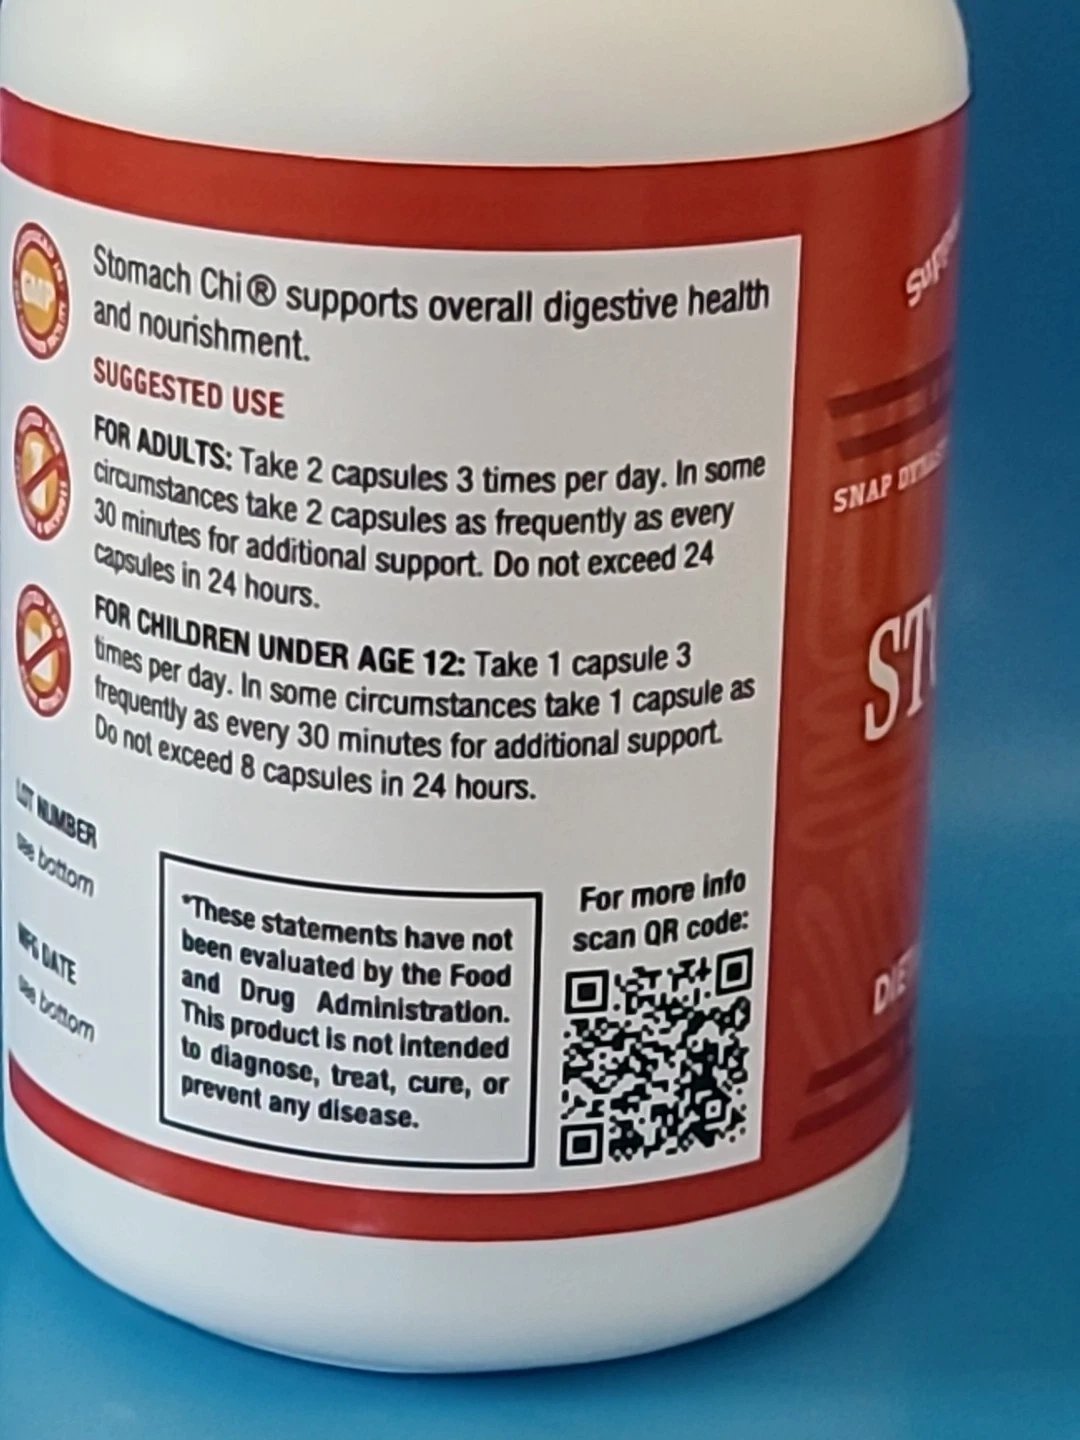 Stomach Chi® supports overall digestive health
and nourishment.
SUGGESTED USE
FOR ADULTS: Take 2 capsules 3 times per day. In some
circumstances take 2 capsules as frequently as every
30 minutes for additional support. Do not exceed 24
capsules in 24 hours.
FOR CHILDREN UNDER AGE 12: Take 1 capsule 3
times per day. In some circumstances take 1 capsule as
frequently as every 30 minutes for additional support.
Do not exceed 8 capsules in 24 hours.
LOT NUMBER
see bottom
MFG DATE
see bottom
*These statements have not
been evaluated by the Food
and Drug Administration.
This product is not intended
to diagnose, treat, cure, or
prevent any disease.
For more info
scan QR code:
GMP
SNAP